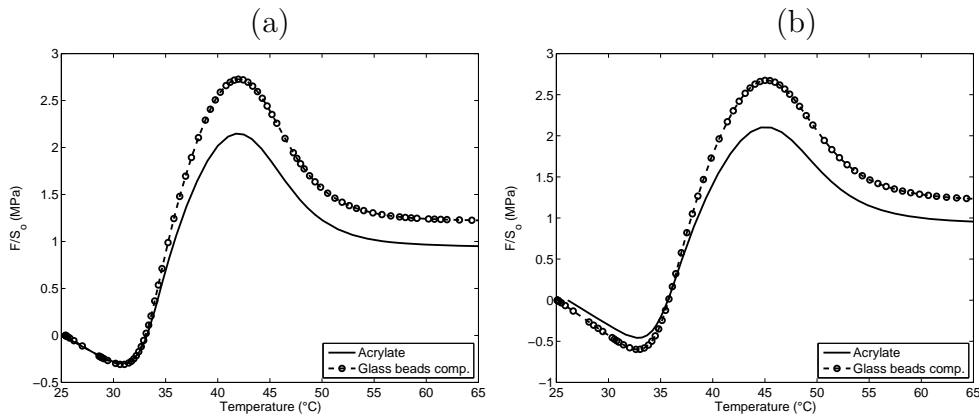 (a)
3
2.5
2
1.5
1
0.5
0
−0.5
25 30 35 40 45 50 55 60 65
F/S_o (MPa)
Temperature (°C)
Acrylate
Glass beads comp.
(b)
3
2.5
2
1.5
1
0.5
0
−0.5
−1
25 30 35 40 45 50 55 60 65
F/S_o (MPa)
Temperature (°C)
Acrylate
Glass beads comp.